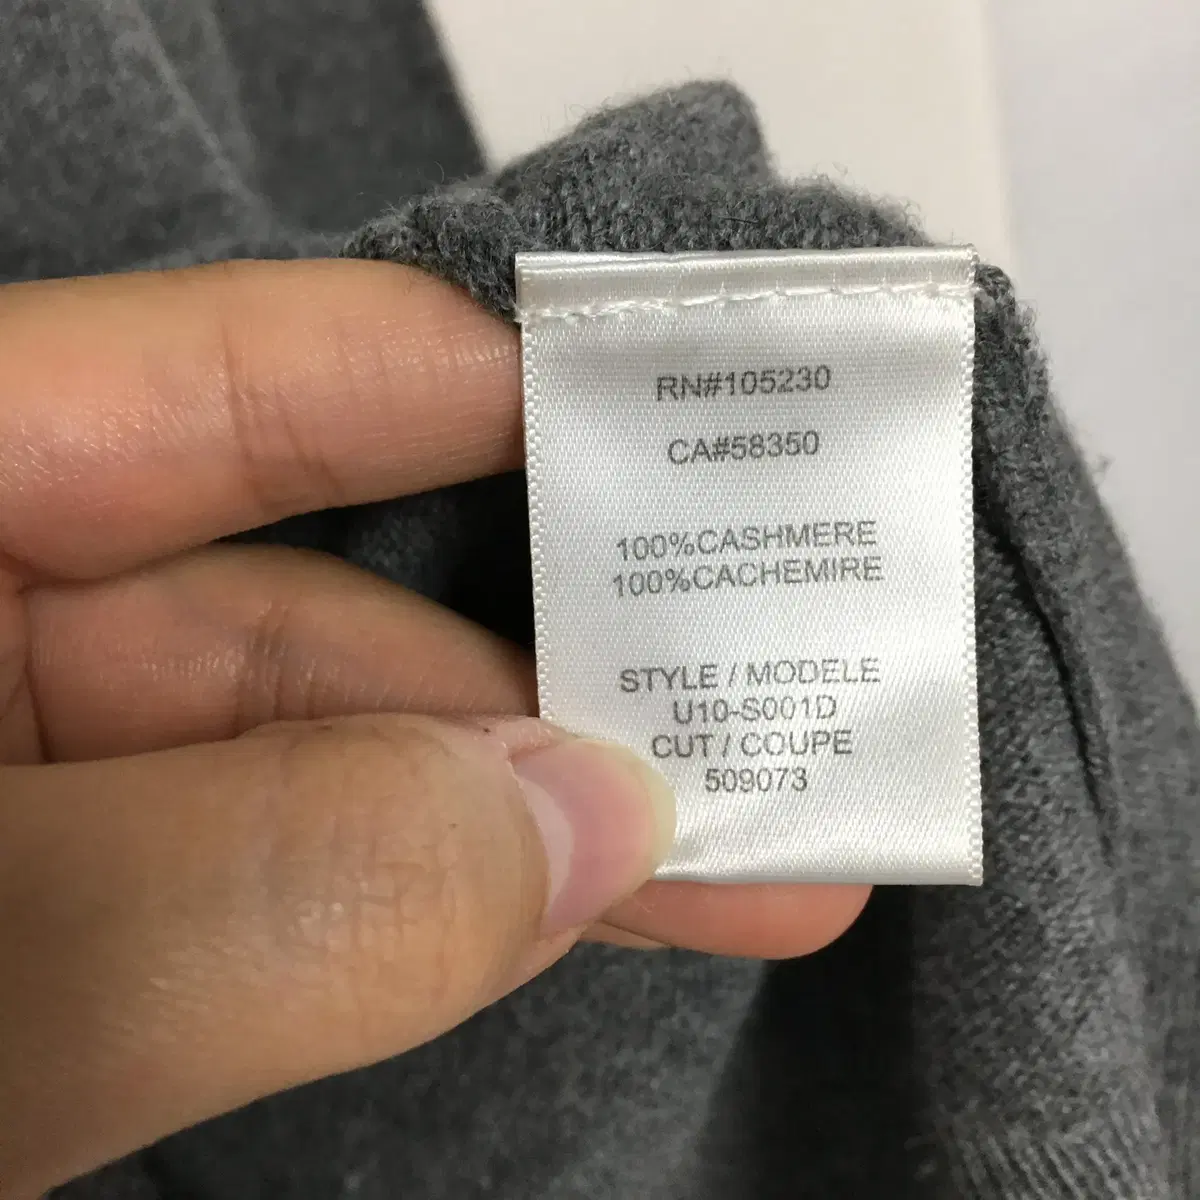 RN#105230
CA#58350
100%CASHMERE
100%CACHEMIRE
STYLE / MODELE
U10-S001D
CUT / COUPE
509073